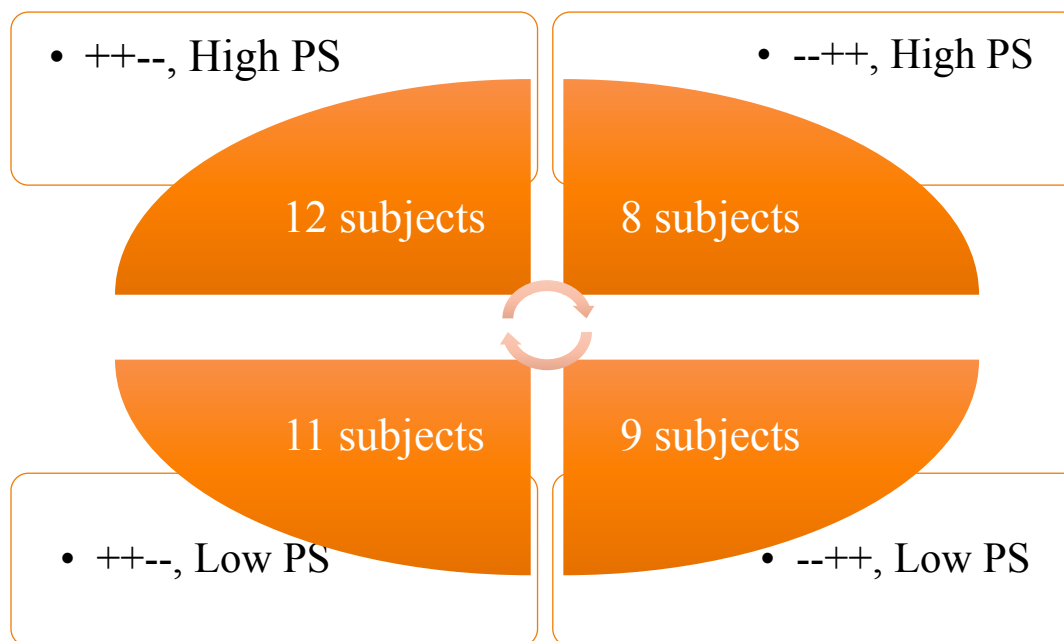 • ++--, High PS
• --++, High PS
12 subjects
8 subjects
11 subjects
9 subjects
• ++--, Low PS
• --++, Low PS